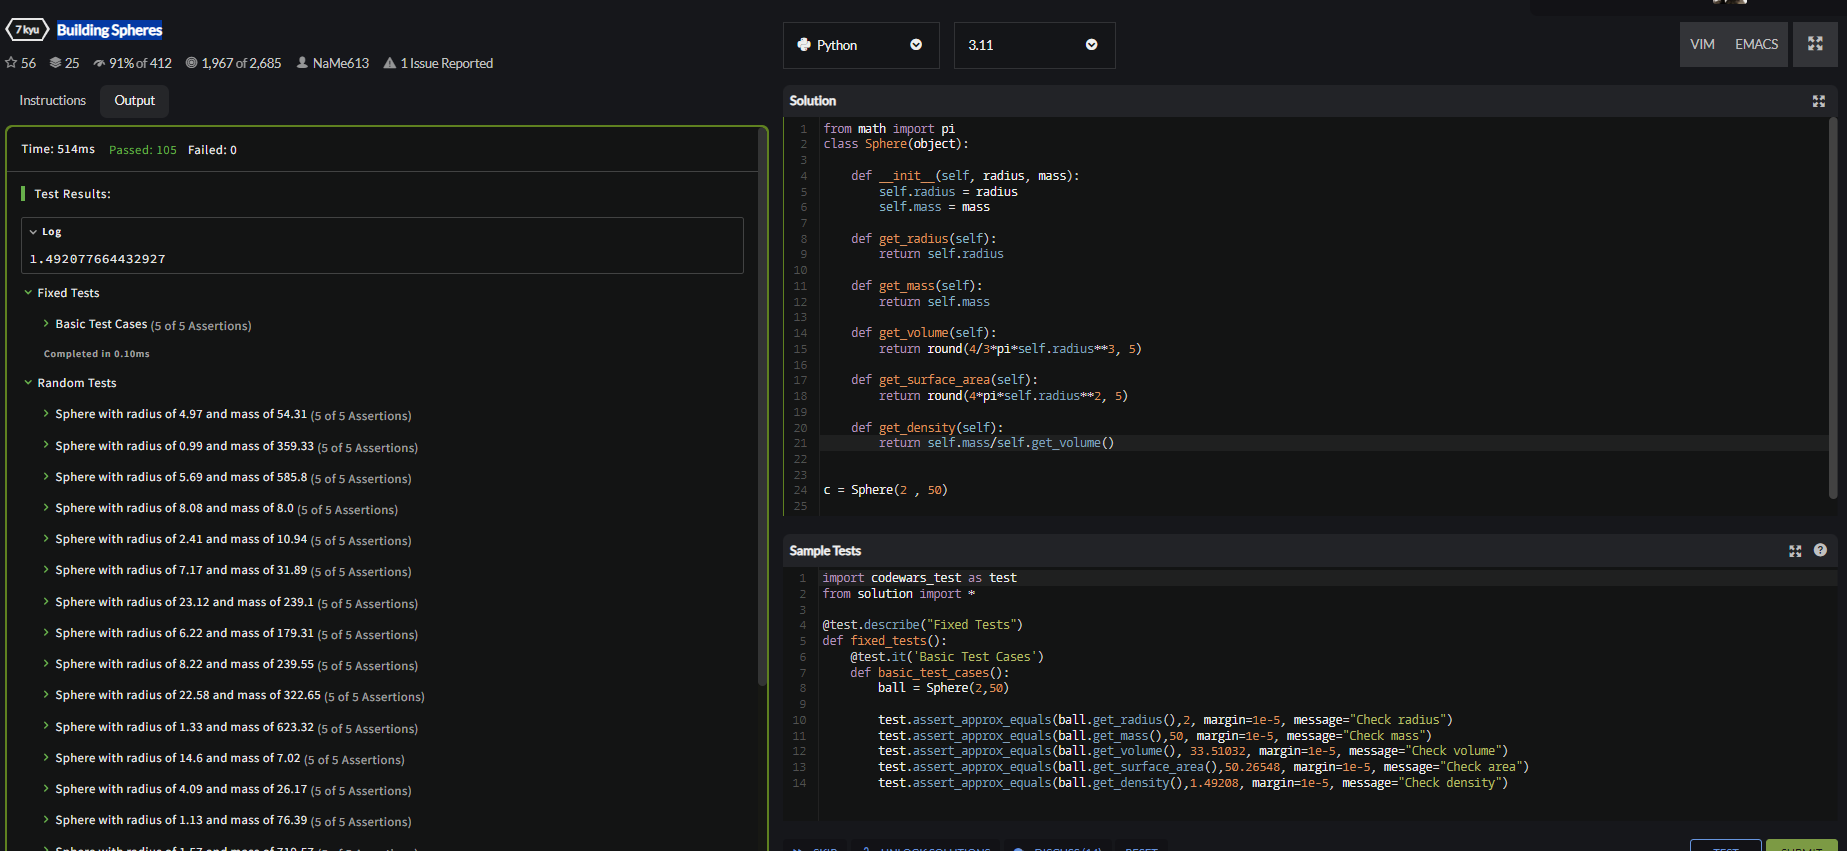 7 kyu Building Spheres
56 25 91% of 412 1,967 of 2,685 NaMe613 1 Issue Reported
Instructions Output
Time: 514ms Passed: 105 Failed: 0
Test Results:
Log
1.492077664432927
Fixed Tests
Basic Test Cases (5 of 5 Assertions)
Completed in 0.10ms
Random Tests
Sphere with radius of 4.97 and mass of 54.31 (5 of 5 Assertions)
Sphere with radius of 0.99 and mass of 359.33 (5 of 5 Assertions)
Sphere with radius of 5.69 and mass of 585.8 (5 of 5 Assertions)
Sphere with radius of 8.08 and mass of 8.0 (5 of 5 Assertions)
Sphere with radius of 2.41 and mass of 10.94 (5 of 5 Assertions)
Sphere with radius of 7.17 and mass of 31.89 (5 of 5 Assertions)
Sphere with radius of 23.12 and mass of 239.1 (5 of 5 Assertions)
Sphere with radius of 6.22 and mass of 179.31 (5 of 5 Assertions)
Sphere with radius of 8.22 and mass of 239.55 (5 of 5 Assertions)
Sphere with radius of 22.58 and mass of 322.65 (5 of 5 Assertions)
Sphere with radius of 1.33 and mass of 623.32 (5 of 5 Assertions)
Sphere with radius of 14.6 and mass of 7.02 (5 of 5 Assertions)
Sphere with radius of 4.09 and mass of 26.17 (5 of 5 Assertions)
Sphere with radius of 1.13 and mass of 76.39 (5 of 5 Assertions)
Python 3.11 VIM EMACS
Solution
1 from math import pi
2 class Sphere(object):
3
4 def __init__(self, radius, mass):
5 self.radius = radius
6 self.mass = mass
7
8 def get_radius(self):
9 return self.radius
10
11 def get_mass(self):
12 return self.mass
13
14 def get_volume(self):
15 return round(4/3*pi*self.radius**3, 5)
16
17 def get_surface_area(self):
18 return round(4*pi*self.radius**2, 5)
19
20 def get_density(self):
21 return self.mass/self.get_volume()
22
23
24 c = Sphere(2 , 50)
25
Sample Tests
1 import codewars_test as test
2 from solution import *
3
4 @test.describe("Fixed Tests")
5 def fixed_tests():
6 @test.it('Basic Test Cases')
7 def basic_test_cases():
8 ball = Sphere(2,50)
9
10 test.assert_approx_equals(ball.get_radius(),2, margin=1e-5, message="Check radius")
11 test.assert_approx_equals(ball.get_mass(),50, margin=1e-5, message="Check mass")
12 test.assert_approx_equals(ball.get_volume(), 33.51032, margin=1e-5, message="Check volume")
13 test.assert_approx_equals(ball.get_surface_area(),50.26548, margin=1e-5, message="Check area")
14 test.assert_approx_equals(ball.get_density(),1.49208, margin=1e-5, message="Check density")